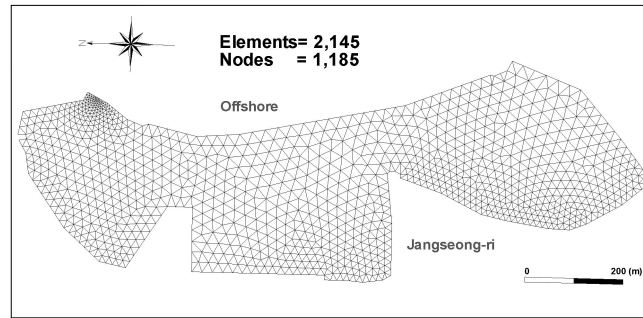 N
Elements= 2,145
Nodes = 1,185
Offshore
Jangseong-ri
0 200 (m)